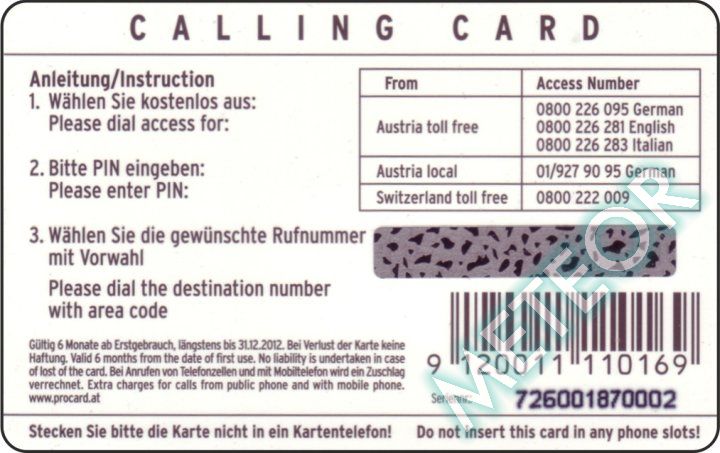 CALLING CARD
Anleitung/Instruction
1. Wählen Sie kostenlos aus:
Please dial access for:
2. Bitte PIN eingeben:
Please enter PIN:
3. Wählen Sie die gewünschte Rufnummer
mit Vorwahl
Please dial the destination number
with area code
From Access Number
Austria toll free
0800 226 095 German
0800 226 281 English
0800 226 283 Italian
Austria local 01/927 90 95 German
Switzerland toll free 0800 222 009
Gültig 6 Monate ab Erstgebrauch, längstens bis 31.12.2012. Bei Verlust der Karte keine
Haftung. Valid 6 months from the date of first use. No liability is undertaken in case
of lost of the card. Bei Anrufen von Telefonzellen und mit Mobiltelefon wird ein Zuschlag
verrechnet. Extra charges for calls from public phone and with mobile phone.
www.procard.at
9 120011 110169
Serienr.: 726001870002
METEOR
Stecken Sie bitte die Karte nicht in ein Kartentelefon! Do not insert this card in any phone slots!